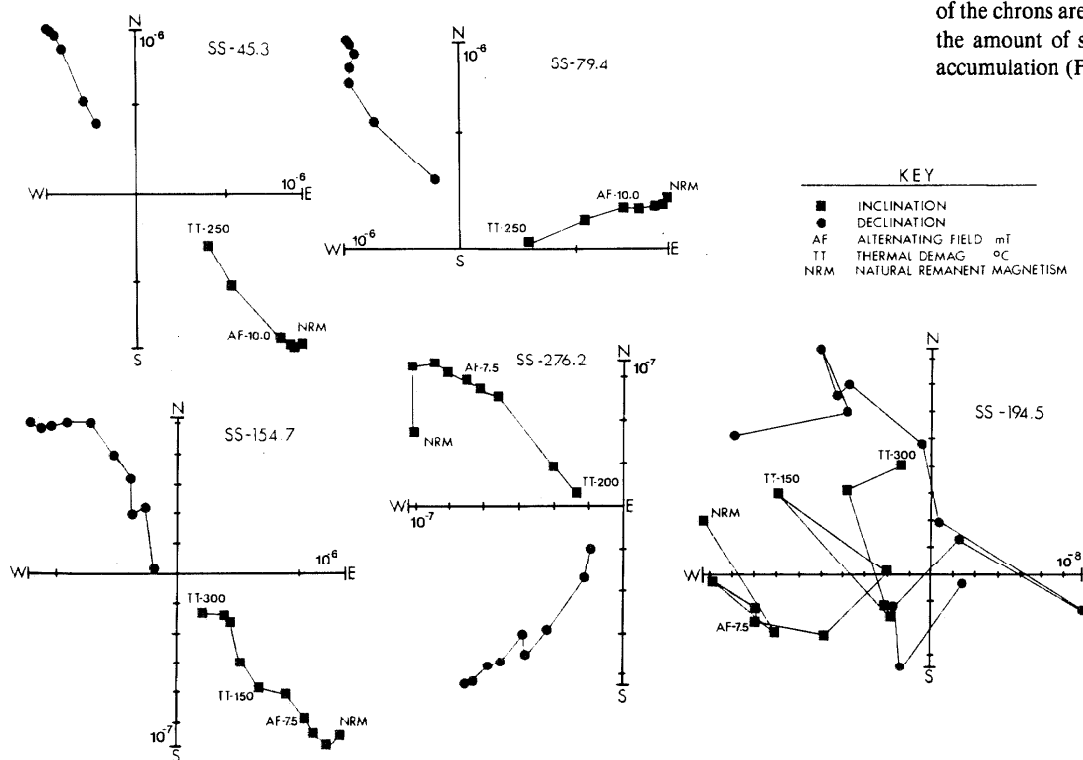 of the chrons are
the amount of s
accumulation (F
N
10-6
SS-45.3
W
10-6
E
TT-250
AF-10.0
NRM
S
N
10-6
SS-79.4
NRM
AF-10.0
TT-250
W
10-6
S
E
KEY
INCLINATION
DECLINATION
AF ALTERNATING FIELD mT
TT THERMAL DEMAG °C
NRM NATURAL REMANENT MAGNETISM
N
SS-154.7
10-6
W
E
TT-300
TT-150
AF-7.5
NRM
10-7
S
N
10-7
SS-276.2
AF-7.5
NRM
TT-200
W
10-7
E
S
N
SS-194.5
TT-300
TT-150
NRM
10-8
W
E
AF-7.5
S